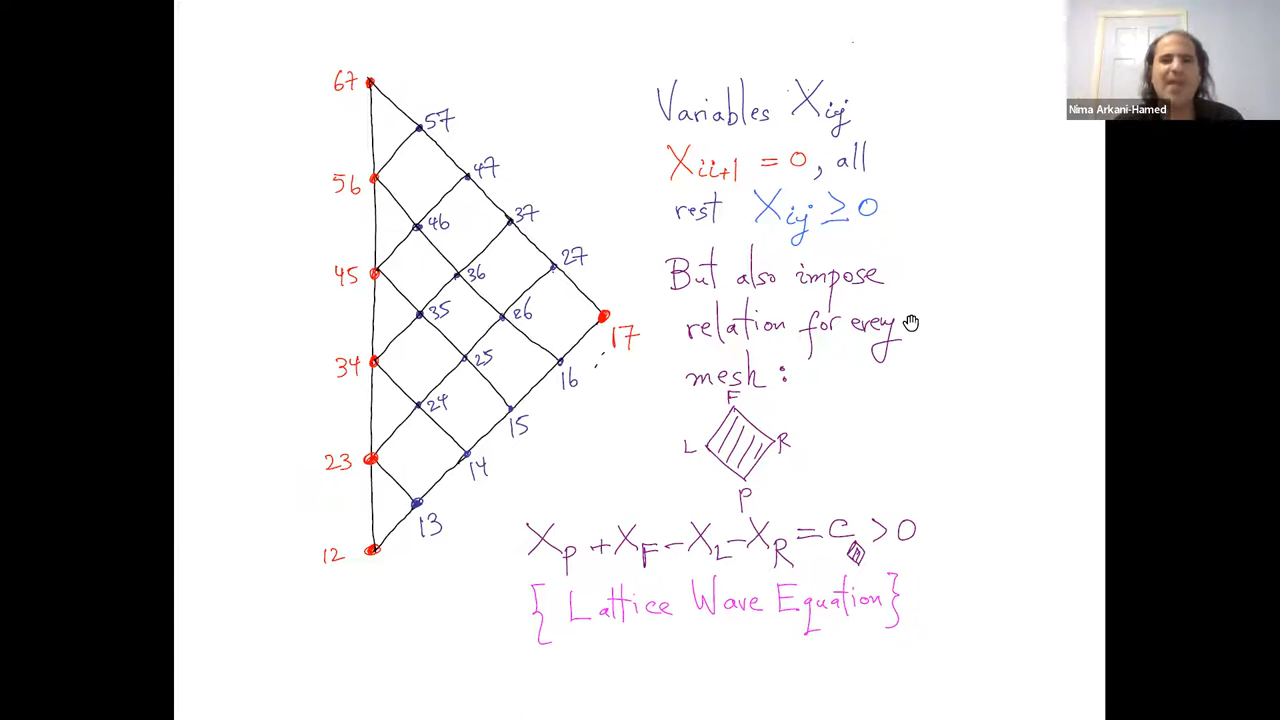 67
57
47
56
46
37
27
45
36
35
26
17
34
25
16
24
15
23
14
13
12
Variables Xij
Xii+1 = 0, all
rest Xij ≥ 0
But also impose
relation for every
mesh:
F
L R
P
XP + XF - XL - XR = C > 0
{ Lattice Wave Equation }
Nima Arkani-Hamed